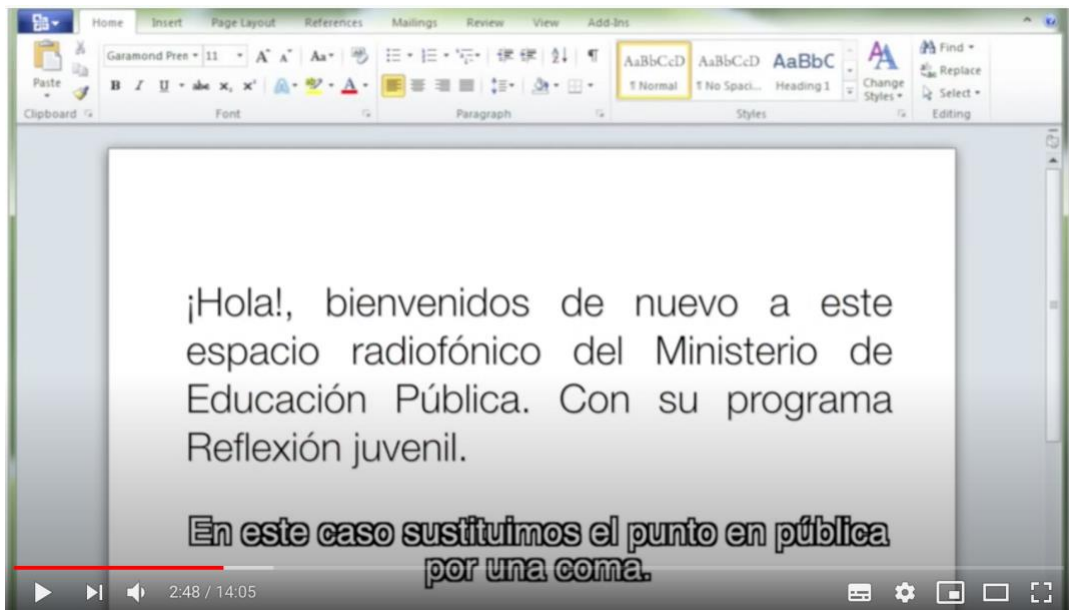 Home Insert Page Layout References Mailings Review View Add-Ins
Paste
Clipboard
Garamond Pren 11
Font
Paragraph
AaBbCcD AaBbCcD AaBbC
¶ Normal ¶ No Spaci... Heading 1
Change
Styles
Styles
Find
Replace
Select
Editing
¡Hola!, bienvenidos de nuevo a este
espacio radiofónico del Ministerio de
Educación Pública. Con su programa
Reflexión juvenil.
En este caso sustituimos el punto en pública
por una coma.
2:48 / 14:05